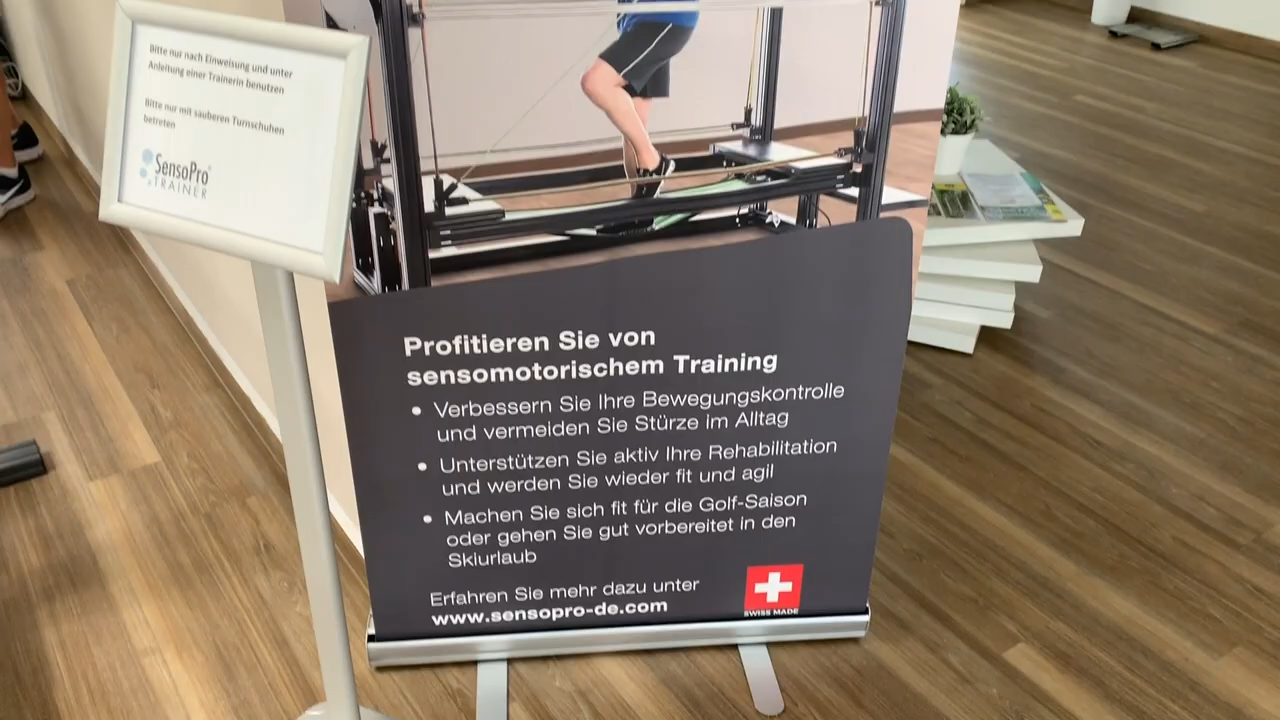 Bitte nur nach Einweisung und unter
Anleitung einer Trainerin benutzen
Bitte nur mit sauberen Turnschuhen
betreten
SensoPro
TRAINER
Profitieren Sie von
sensomotorischem Training
• Verbessern Sie Ihre Bewegungskontrolle
und vermeiden Sie Stürze im Alltag
• Unterstützen Sie aktiv Ihre Rehabilitation
und werden Sie wieder fit und agil
• Machen Sie sich fit für die Golf-Saison
oder gehen Sie gut vorbereitet in den
Skiurlaub
Erfahren Sie mehr dazu unter
www.sensopro-de.com
SWISS MADE